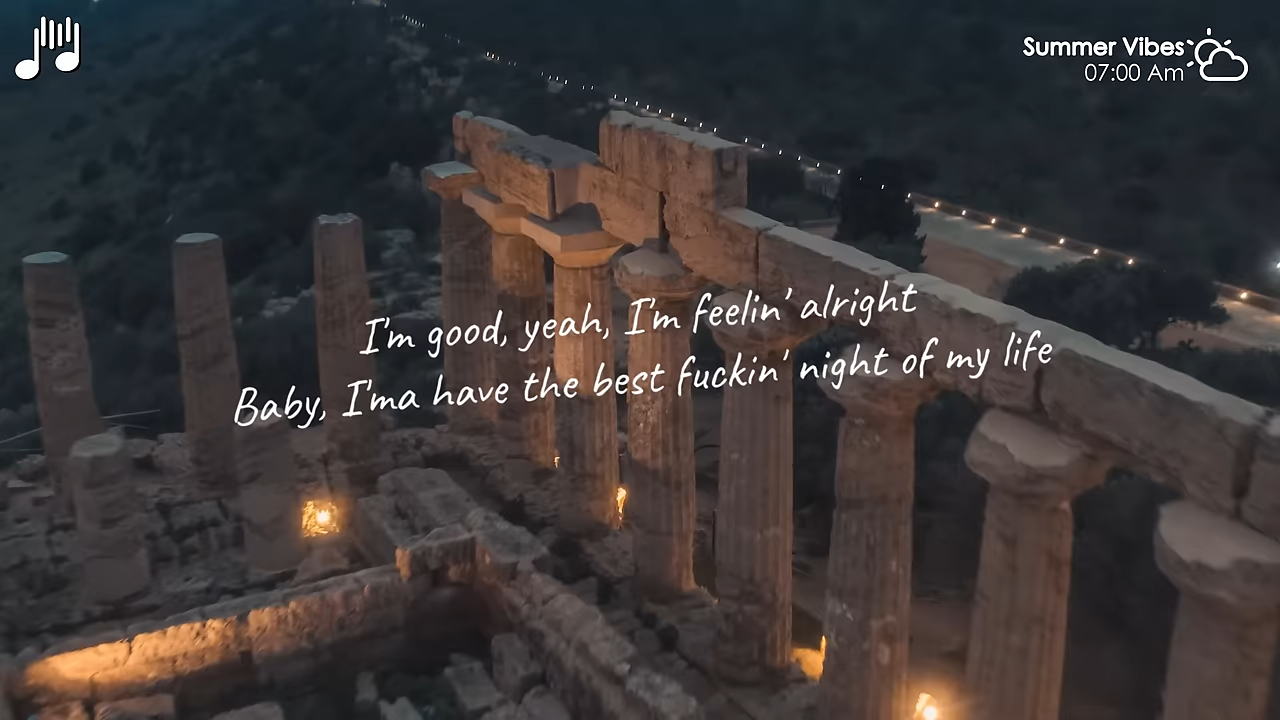 Summer Vibes
07:00 Am
I'm good, yeah, I'm feelin' alright
Baby, I'ma have the best fuckin' night of my life